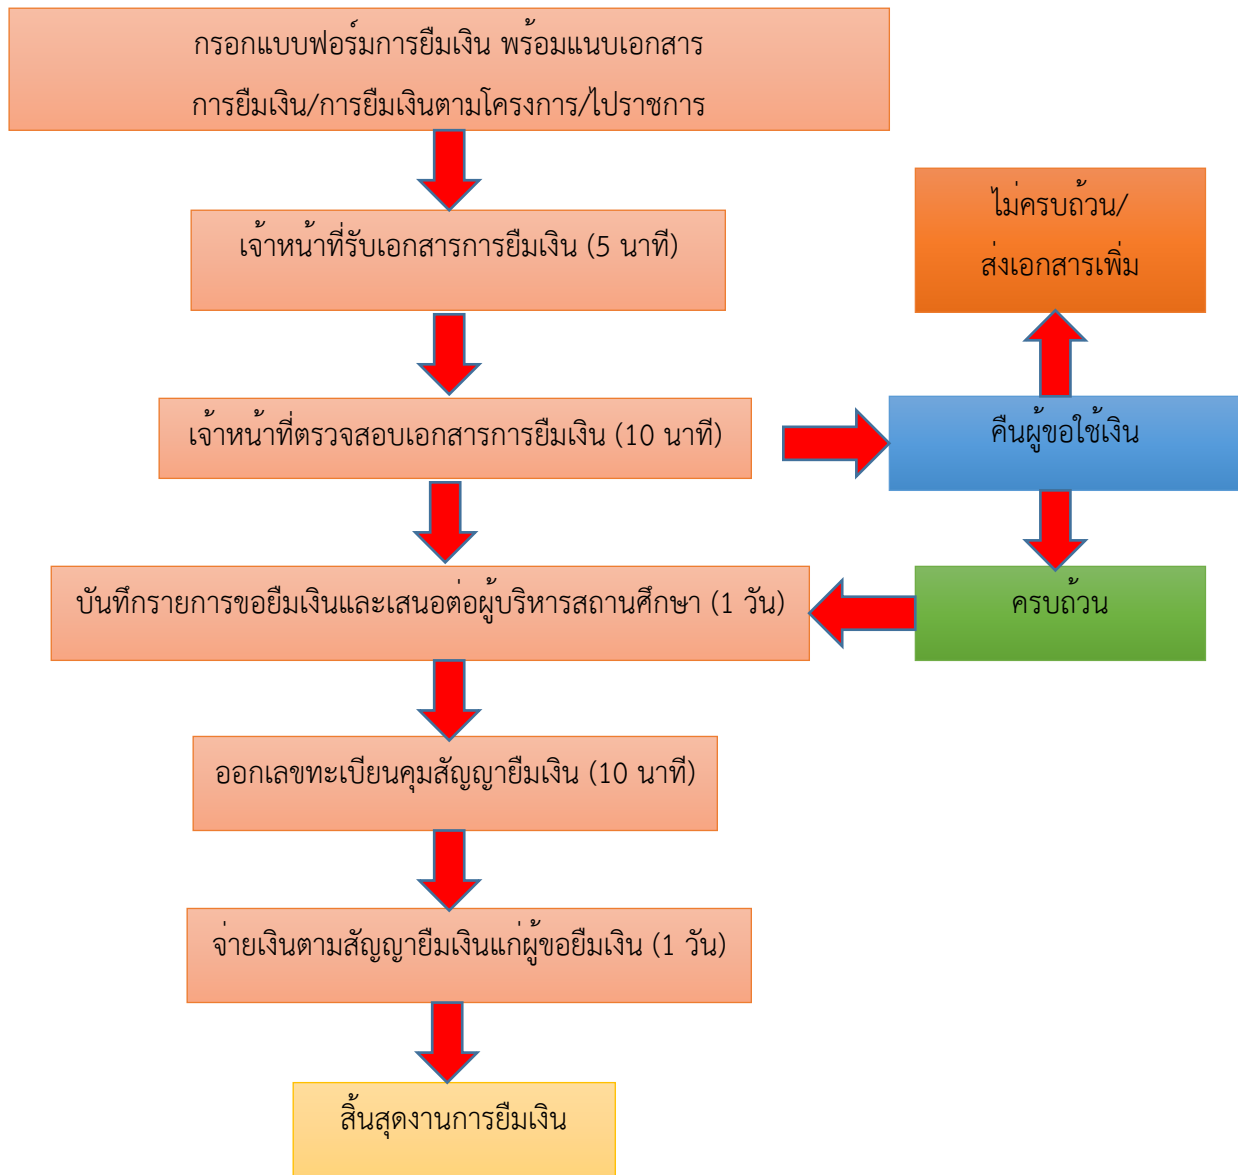 กรอกแบบฟอร์มการยืมเงิน พร้อมแนบเอกสาร
การยืมเงิน/การยืมเงินตามโครงการ/ไปราชการ
เจ้าหน้าที่รับเอกสารการยืมเงิน (5 นาที)
ไม่ครบถ้วน/
ส่งเอกสารเพิ่ม
เจ้าหน้าที่ตรวจสอบเอกสารการยืมเงิน (10 นาที)
คืนผู้ขอใช้เงิน
บันทึกรายการขอยืมเงินและเสนอต่อผู้บริหารสถานศึกษา (1 วัน)
ครบถ้วน
ออกเลขทะเบียนคุมสัญญายืมเงิน (10 นาที)
จ่ายเงินตามสัญญายืมเงินแก่ผู้ขอยืมเงิน (1 วัน)
สิ้นสุดงานการยืมเงิน